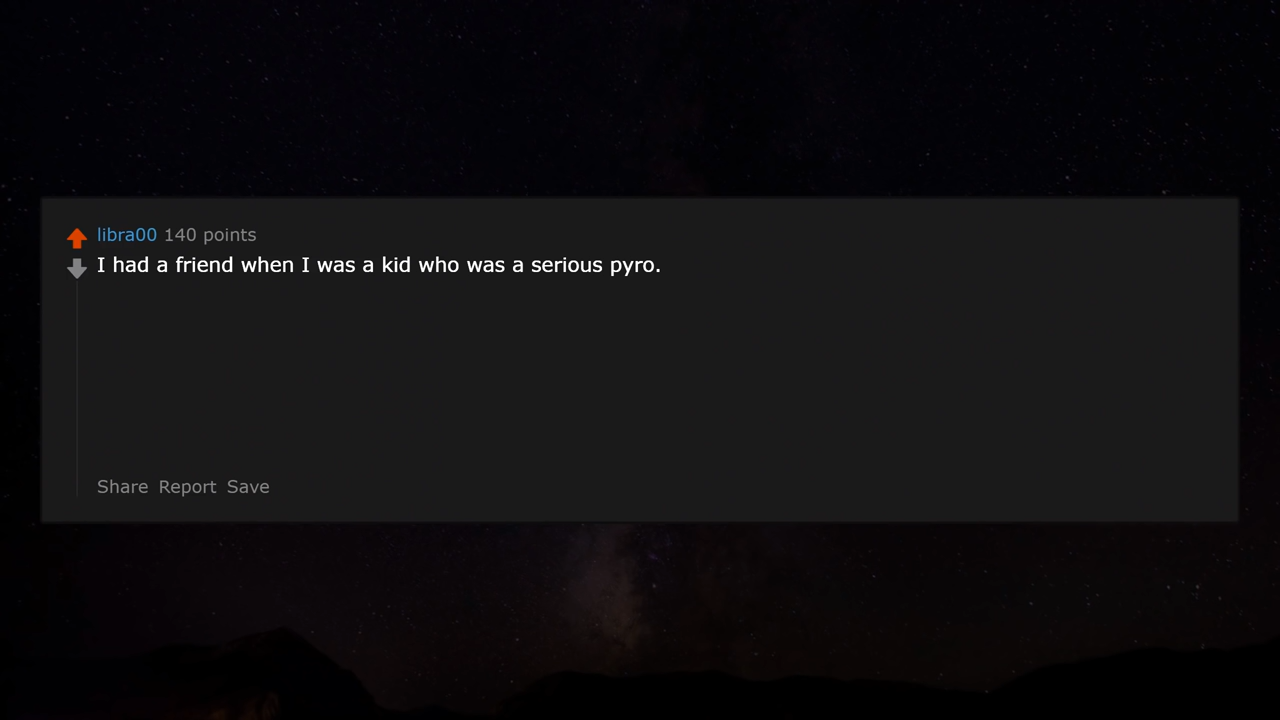 libra00 140 points
I had a friend when I was a kid who was a serious pyro.
Share Report Save